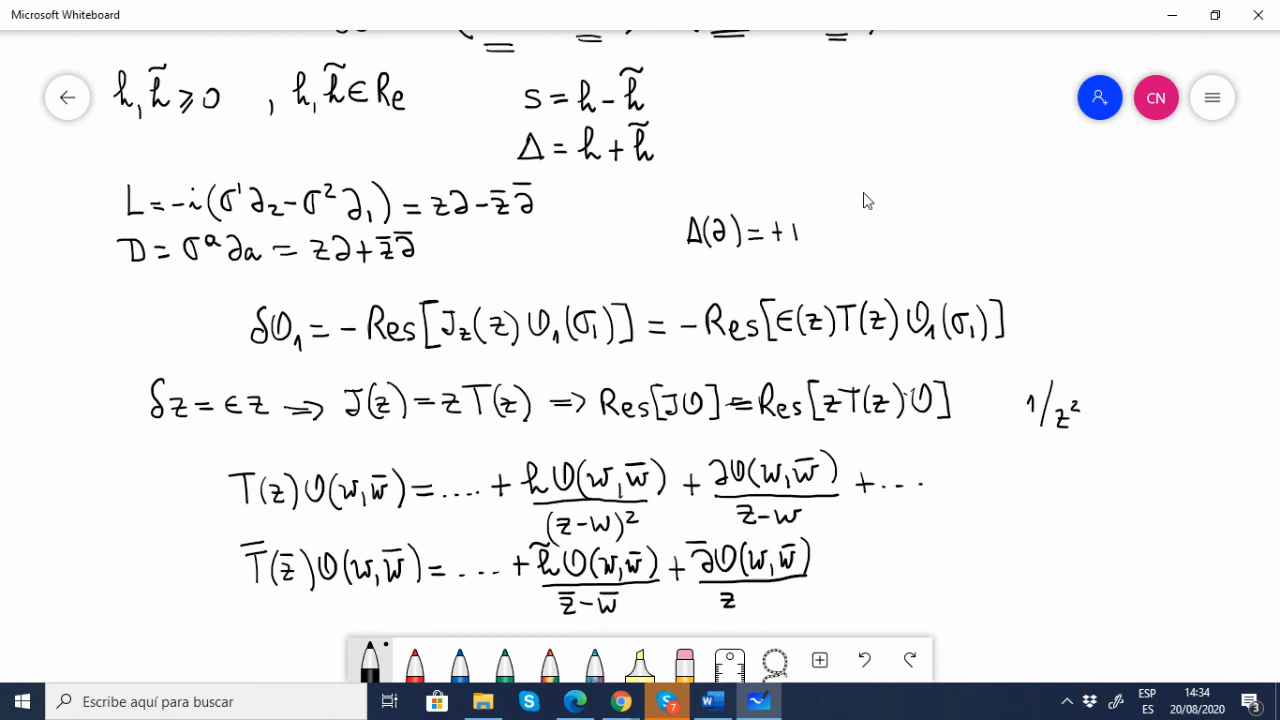 Microsoft Whiteboard
h, h̃ ⩾ 0 , h, h̃ ∈ Re
s = h - h̃
Δ = h + h̃
CN
L = -i(σ¹∂₂ - σ²∂₁) = z∂ - z̄∂̄
D = σᵃ∂a = z∂ + z̄∂̄
Δ(∂) = +1
δO₁ = - Res[J_z(z) O₁(σ₁)] = - Res[ϵ(z)T(z) O₁(σ₁)]
δz = ϵz ⇒ J(z) = zT(z) ⇒ Res[JO] = Res[zT(z)O] 1/z²
T(z)O(w,w̄) = .... + hO(w,w̄)/(z-w)² + ∂O(w,w̄)/z-w + ...
T̄(z̄)O(w,w̄) = .... + h̃O(w,w̄)/z̄-w̄ + ∂̄O(w,w̄)/z
Escribe aquí para buscar
7
ESP
ES
14:34
20/08/2020
3